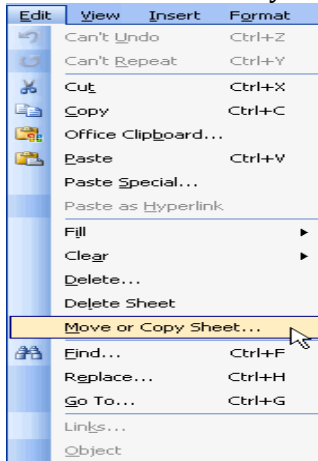 Edit View Insert Format
Can't Undo Ctrl+Z
Can't Repeat Ctrl+Y
Cut Ctrl+X
Copy Ctrl+C
Office Clipboard...
Paste Ctrl+V
Paste Special...
Paste as Hyperlink
Fill
Clear
Delete...
Delete Sheet
Move or Copy Sheet...
Find... Ctrl+F
Replace... Ctrl+H
Go To... Ctrl+G
Links...
Object